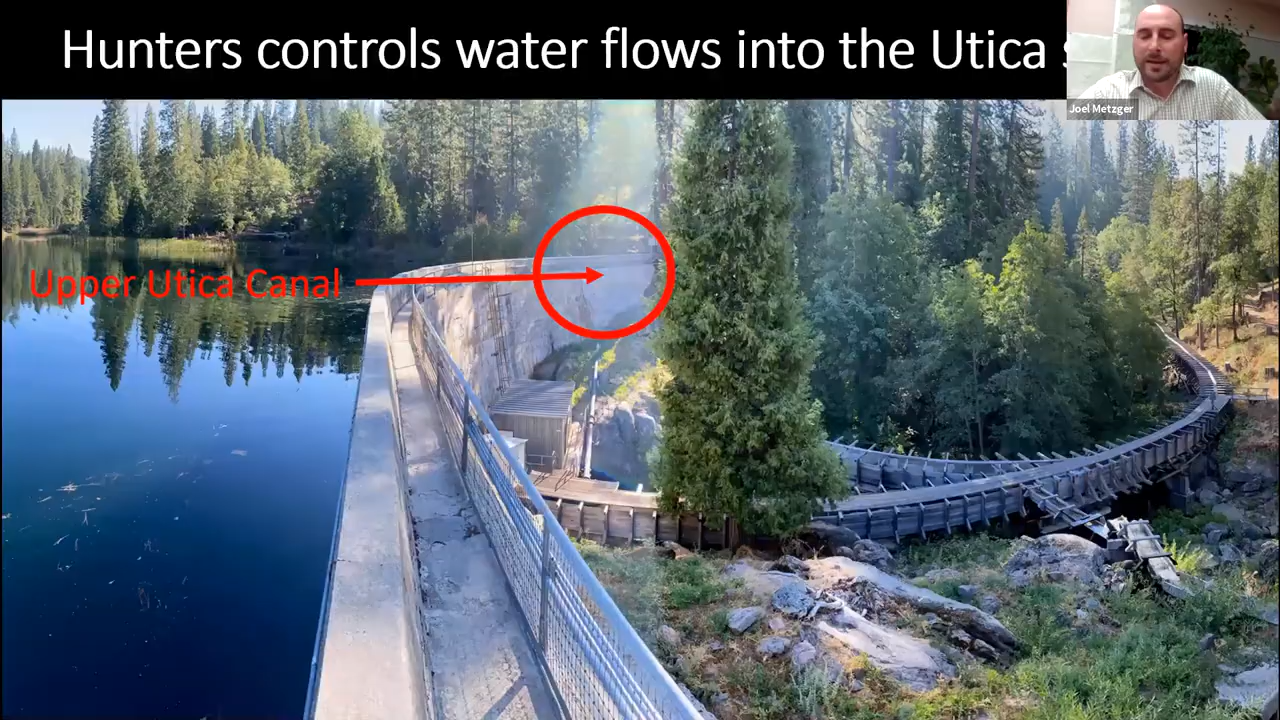 Hunters controls water flows into the Utica
Joel Metzger
Upper Utica Canal